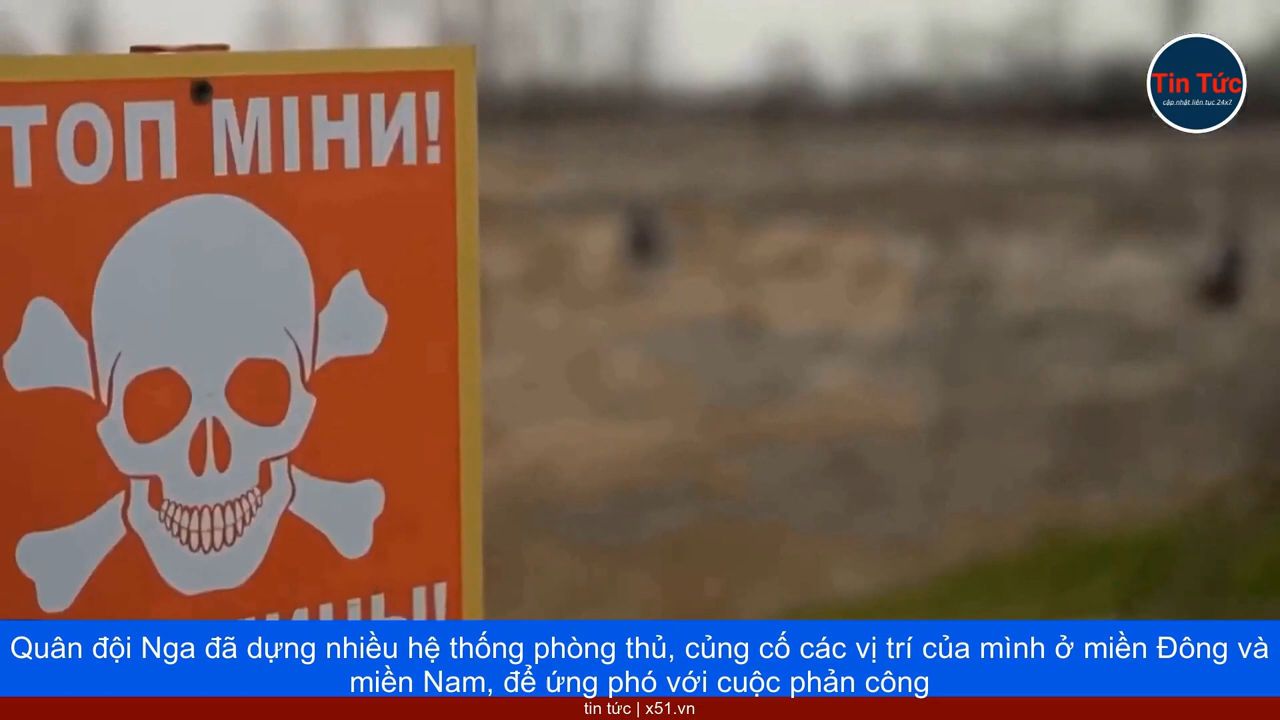 ТОП МІНИ!
Tin Tức
cập nhật liên tục 24x7
Quân đội Nga đã dựng nhiều hệ thống phòng thủ, củng cố các vị trí của mình ở miền Đông và
miền Nam, để ứng phó với cuộc phản công
tin tức | x51.vn